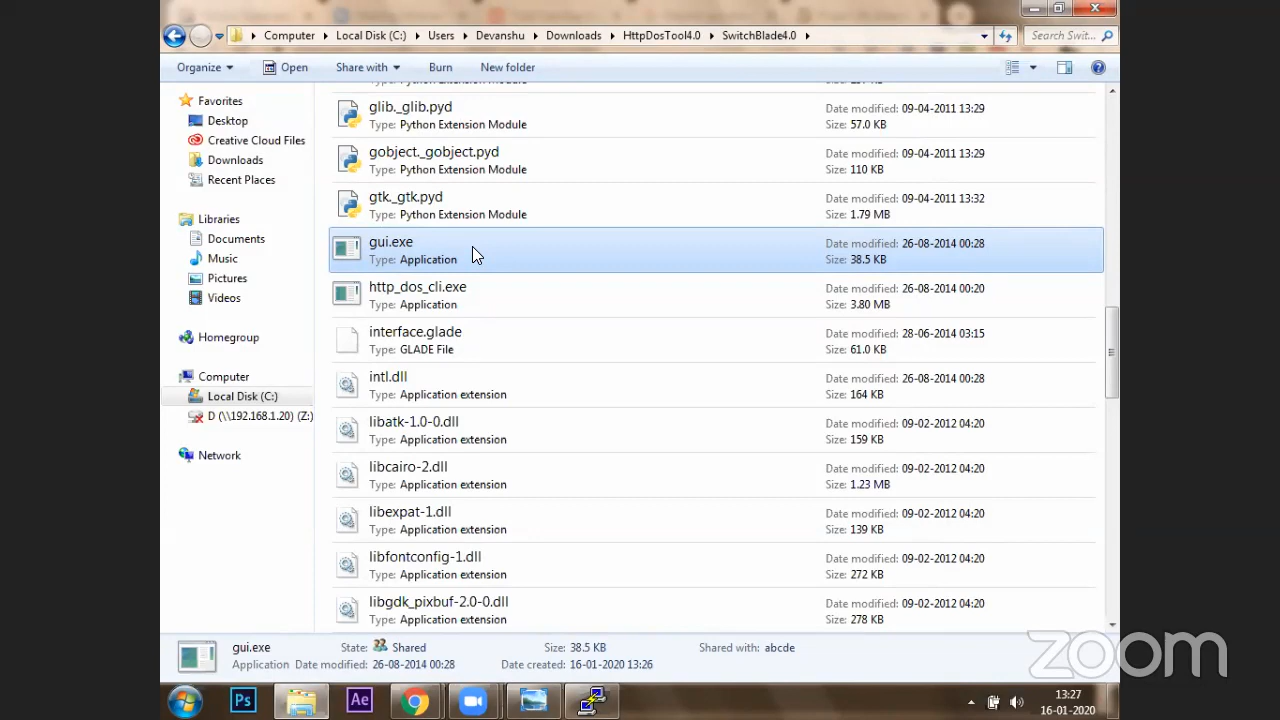 Computer Local Disk (C:) Users Devanshu Downloads HttpDosTool4.0 SwitchBlade4.0 Search Swit...
Organize Open Share with Burn New folder
Favorites
Desktop
Creative Cloud Files
Downloads
Recent Places
Libraries
Documents
Music
Pictures
Videos
Homegroup
Computer
Local Disk (C:)
D (\\192.168.1.20) (Z:)
Network
glib._glib.pyd Date modified: 09-04-2011 13:29
Type: Python Extension Module Size: 57.0 KB
gobject._gobject.pyd Date modified: 09-04-2011 13:29
Type: Python Extension Module Size: 110 KB
gtk._gtk.pyd Date modified: 09-04-2011 13:32
Type: Python Extension Module Size: 1.79 MB
gui.exe Date modified: 26-08-2014 00:28
Type: Application Size: 38.5 KB
http_dos_cli.exe Date modified: 26-08-2014 00:20
Type: Application Size: 3.80 MB
interface.glade Date modified: 28-06-2014 03:15
Type: GLADE File Size: 61.0 KB
intl.dll Date modified: 26-08-2014 00:28
Type: Application extension Size: 164 KB
libatk-1.0-0.dll Date modified: 09-02-2012 04:20
Type: Application extension Size: 159 KB
libcairo-2.dll Date modified: 09-02-2012 04:20
Type: Application extension Size: 1.23 MB
libexpat-1.dll Date modified: 09-02-2012 04:20
Type: Application extension Size: 139 KB
libfontconfig-1.dll Date modified: 09-02-2012 04:20
Type: Application extension Size: 272 KB
libgdk_pixbuf-2.0-0.dll Date modified: 09-02-2012 04:20
Type: Application extension Size: 278 KB
gui.exe State: Shared Size: 38.5 KB Shared with: abcde
Application Date modified: 26-08-2014 00:28 Date created: 16-01-2020 13:26
zoom
Ps Ae
13:27
16-01-2020